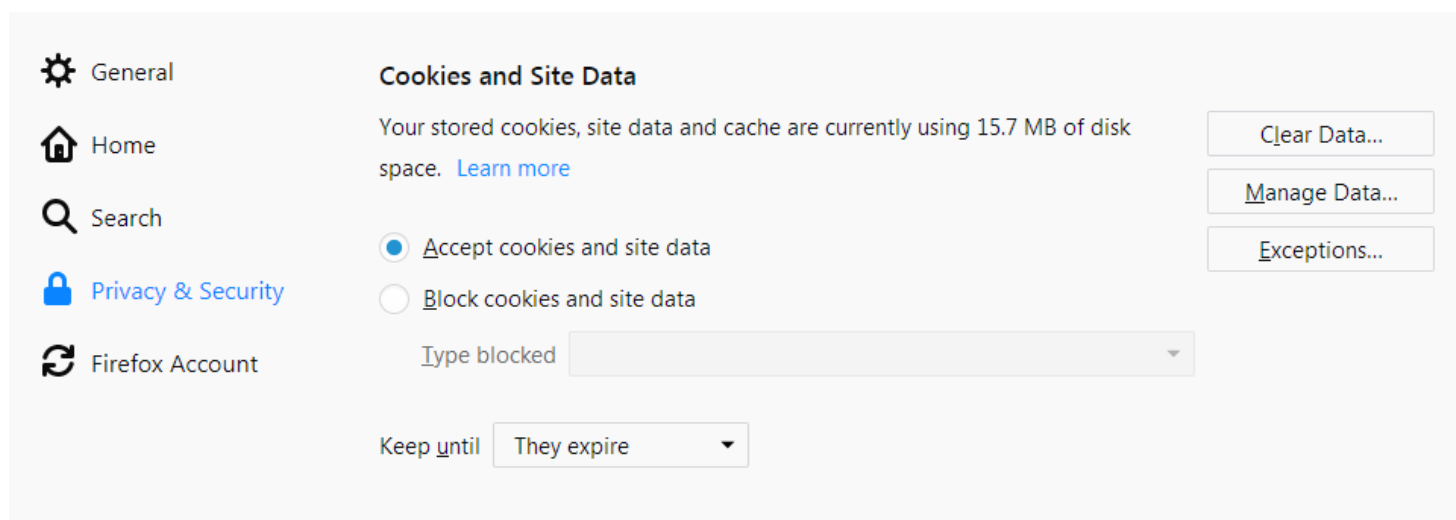 General
Home
Search
Privacy & Security
Firefox Account
Cookies and Site Data
Your stored cookies, site data and cache are currently using 15.7 MB of disk
space. Learn more
Accept cookies and site data
Block cookies and site data
Type blocked
Keep until They expire
Clear Data...
Manage Data...
Exceptions...